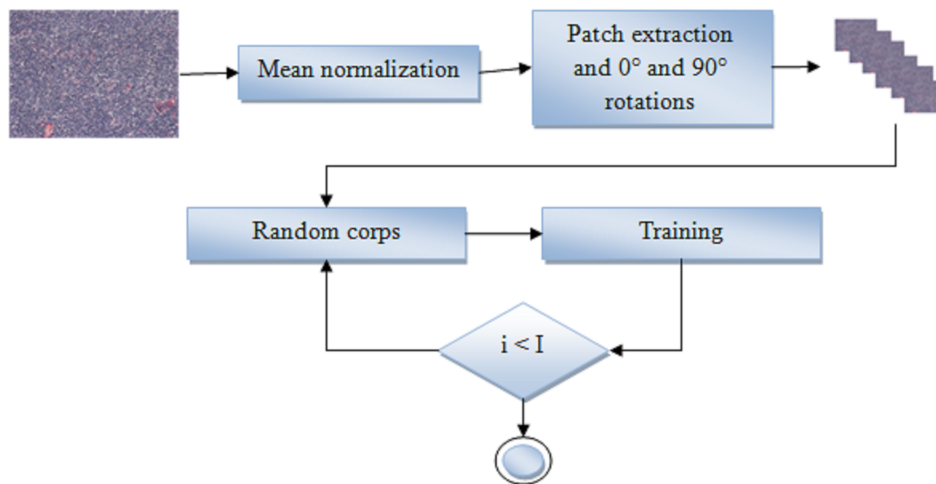 Mean normalization
Patch extraction
and 0° and 90°
rotations
Random corps
Training
i < I